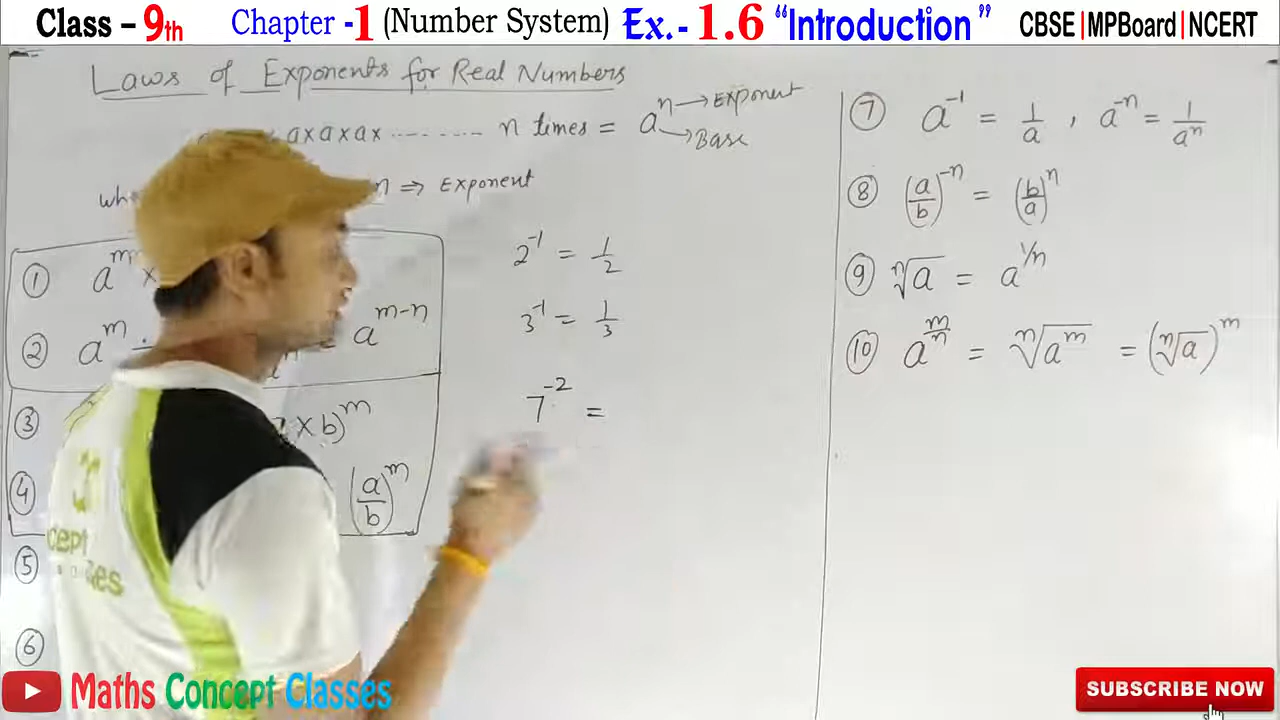 Class – 9th Chapter -1 (Number System) Ex.- 1.6 “Introduction” CBSE | MPBoard | NCERT
Laws of Exponents for Real Numbers
a×a×a× ......... n times = aⁿ → Exponent
→ Base
n ⇒ Exponent
① aᵐ ×
② aᵐ ÷ = aᵐ⁻ⁿ
③ × b)ᵐ
④ (a/b)ᵐ
⑤
⑥
2⁻¹ = 1/2
3⁻¹ = 1/3
7⁻² =
⑦ a⁻¹ = 1/a , a⁻ⁿ = 1/aⁿ
⑧ (a/b)⁻ⁿ = (b/a)ⁿ
⑨ ⁿ√a = a^(1/n)
⑩ a^(m/n) = ⁿ√(aᵐ) = (ⁿ√a)ᵐ
Maths Concept Classes
SUBSCRIBE NOW